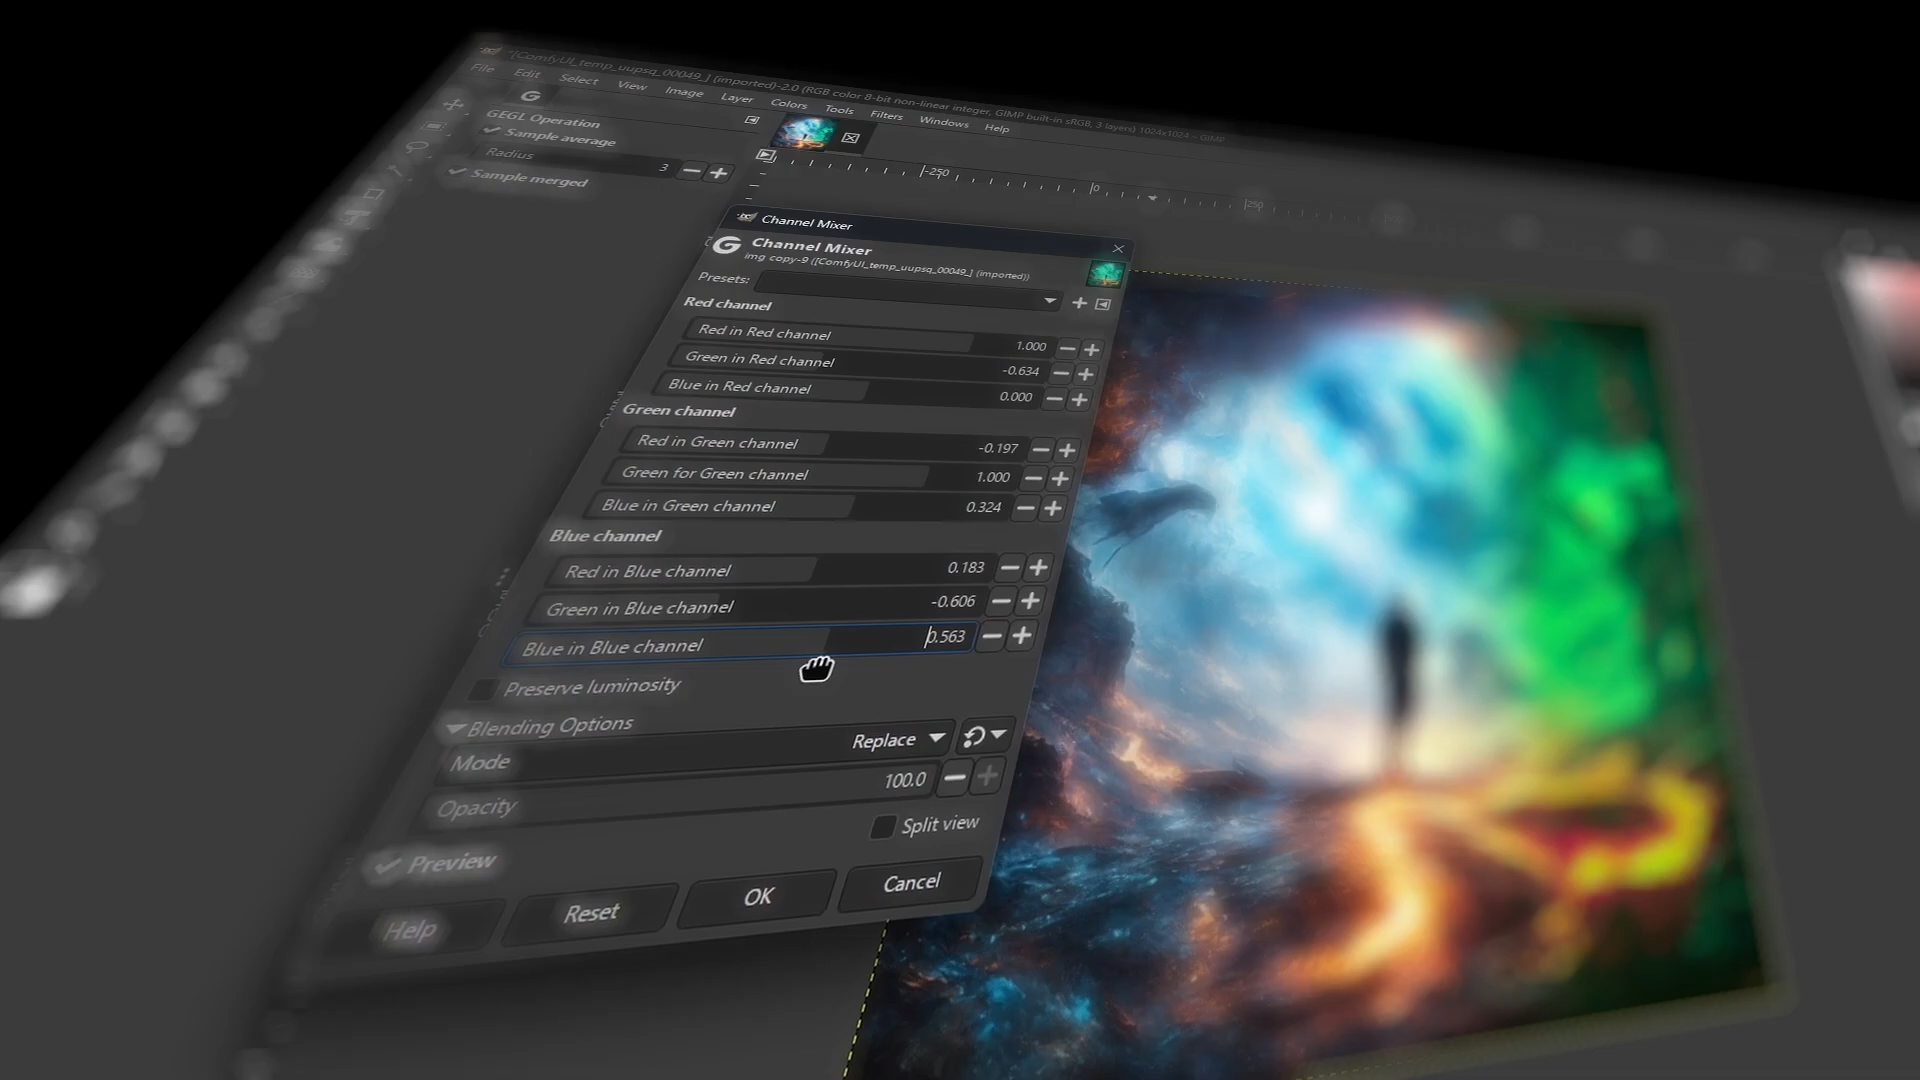 *[ComfyUI_temp_uupsq_00049_] (imported)-2.0 (RGB color 8-bit non-linear integer, GIMP built-in sRGB, 3 layers) 1024x1024 – GIMP
File Edit Select View Image Layer Colors Tools Filters Windows Help
GEGL Operation
Sample average
Radius 3
Sample merged
-250 0 250
Channel Mixer
Channel Mixer
img copy-9 ([ComfyUI_temp_uupsq_00049_] (imported))
Presets:
Red channel
Red in Red channel 1.000
Green in Red channel -0.634
Blue in Red channel 0.000
Green channel
Red in Green channel -0.197
Green for Green channel 1.000
Blue in Green channel 0.324
Blue channel
Red in Blue channel 0.183
Green in Blue channel -0.606
Blue in Blue channel 0.563
Preserve luminosity
Blending Options
Mode Replace
Opacity 100.0
Split view
Preview
Help Reset OK Cancel